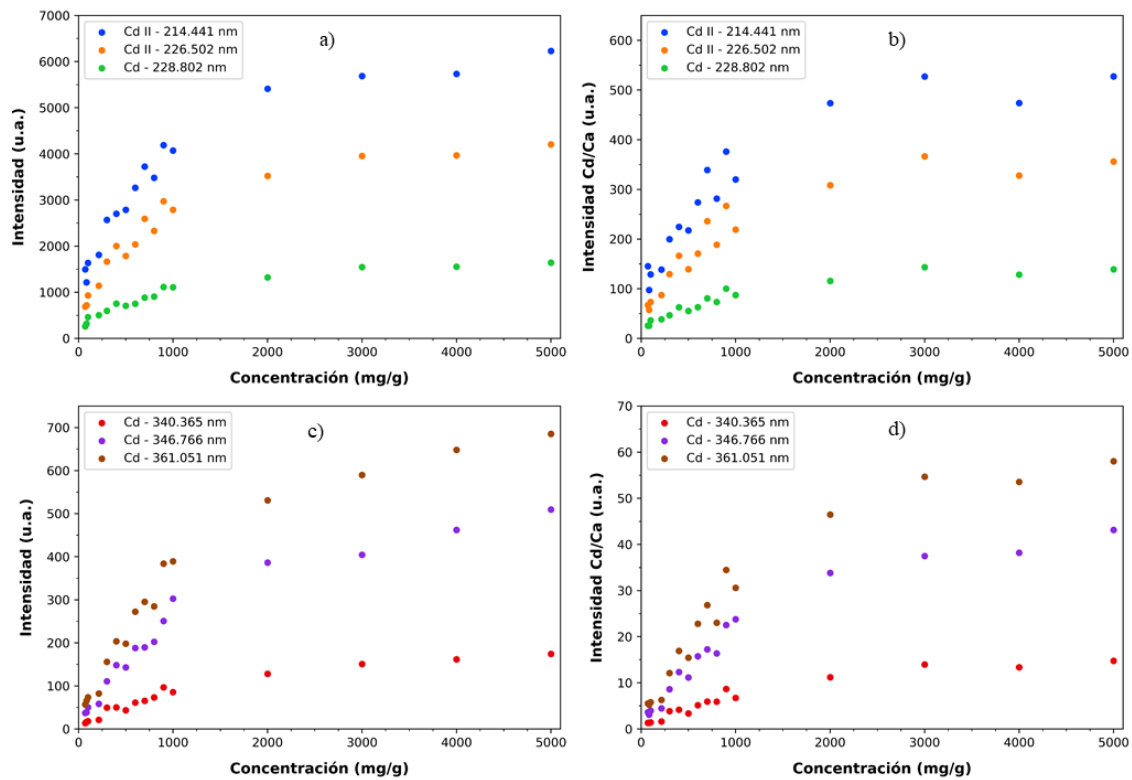 a)
Cd II - 214.441 nm
Cd II - 226.502 nm
Cd - 228.802 nm
7000
6000
5000
4000
3000
2000
1000
0
Intensidad (u.a.)
0 1000 2000 3000 4000 5000
Concentración (mg/g)
b)
Cd II - 214.441 nm
Cd II - 226.502 nm
Cd - 228.802 nm
600
500
400
300
200
100
0
Intensidad Cd/Ca (u.a.)
0 1000 2000 3000 4000 5000
Concentración (mg/g)
c)
Cd - 340.365 nm
Cd - 346.766 nm
Cd - 361.051 nm
700
600
500
400
300
200
100
0
Intensidad (u.a.)
0 1000 2000 3000 4000 5000
Concentración (mg/g)
d)
Cd - 340.365 nm
Cd - 346.766 nm
Cd - 361.051 nm
70
60
50
40
30
20
10
0
Intensidad Cd/Ca (u.a.)
0 1000 2000 3000 4000 5000
Concentración (mg/g)